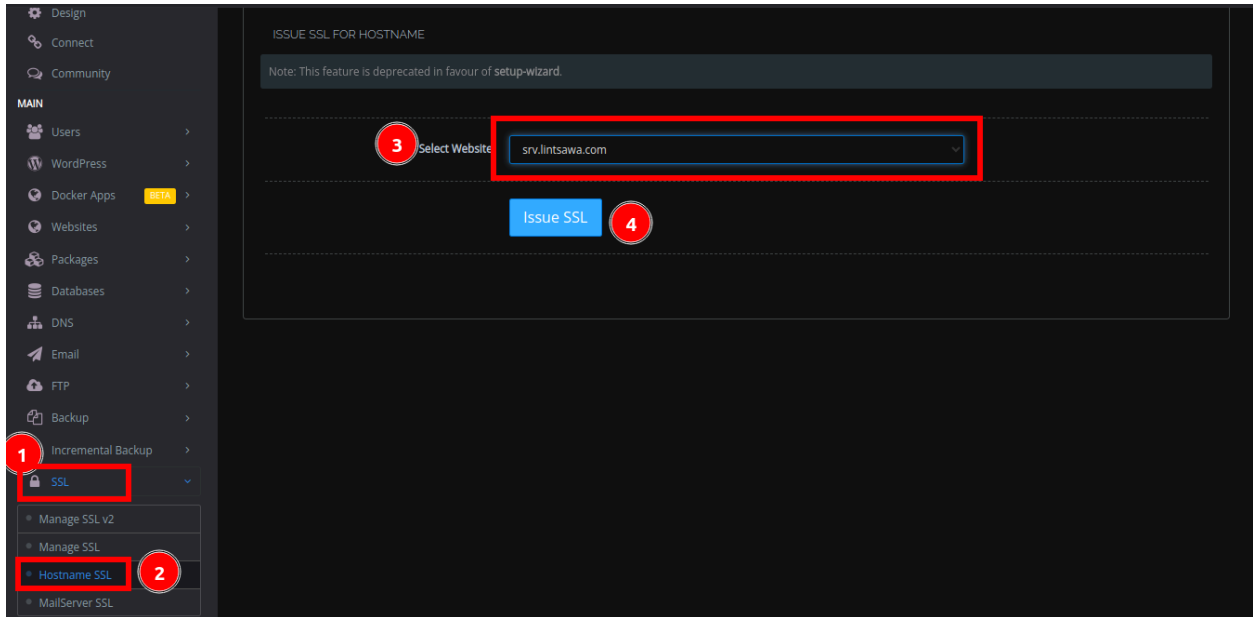 Design
Connect
Community
MAIN
Users
WordPress
Docker Apps BETA
Websites
Packages
Databases
DNS
Email
FTP
Backup
1 Incremental Backup
SSL
Manage SSL v2
Manage SSL
Hostname SSL 2
MailServer SSL
ISSUE SSL FOR HOSTNAME
Note: This feature is deprecated in favour of setup-wizard.
3 Select Website srv.lintsawa.com
Issue SSL 4